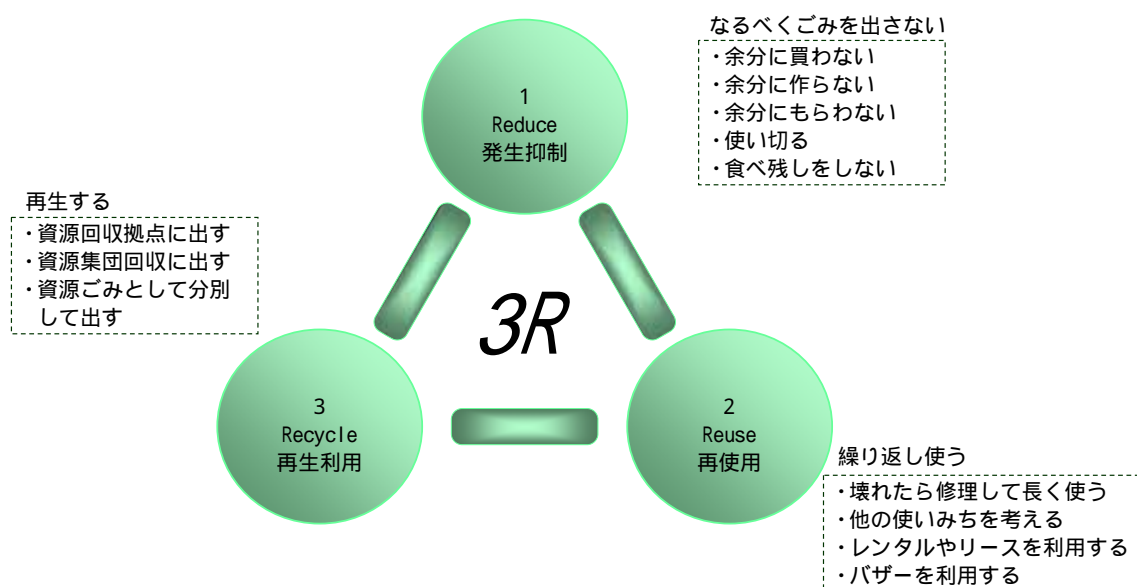 なるべくごみを出さない
・余分に買わない
・余分に作らない
・余分にもらわない
・使い切る
・食べ残しをしない
1
Reduce
発生抑制
再生する
・資源回収拠点に出す
・資源集団回収に出す
・資源ごみとして分別
して出す
3R
3
Recycle
再生利用
2
Reuse
再使用
繰り返し使う
・壊れたら修理して長く使う
・他の使いみちを考える
・レンタルやリースを利用する
・バザーを利用する